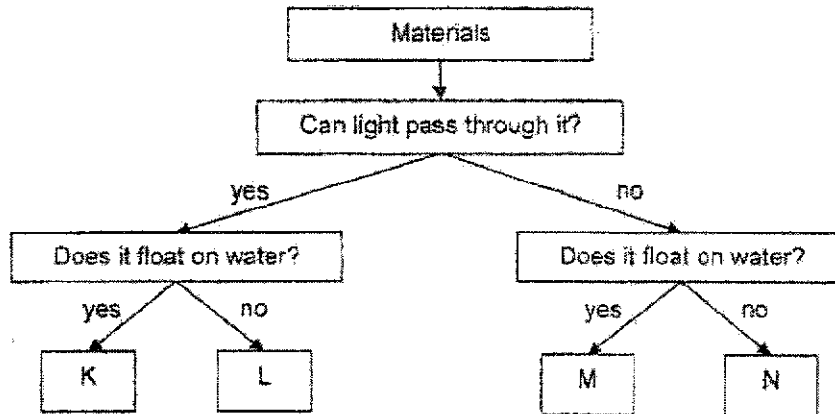 Materials
Can light pass through it?
yes
no
Does it float on water?
Does it float on water?
yes
no
yes
no
K
L
M
N